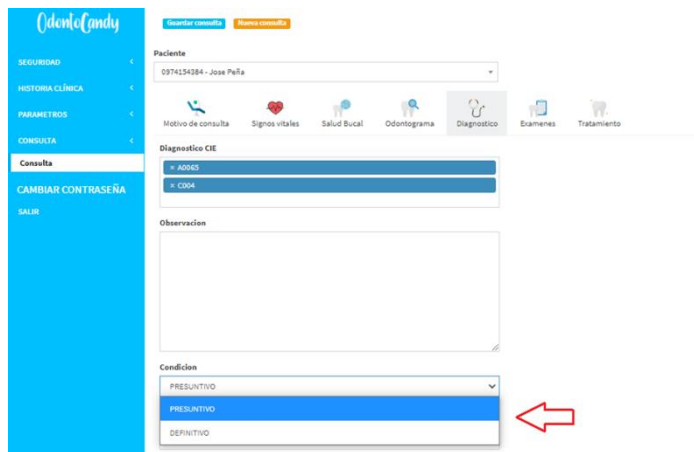 OdontoCandy
Guardar consulta Nueva consulta
SEGURIDAD
HISTORIA CLÍNICA
PARAMETROS
CONSULTA
Consulta
CAMBIAR CONTRASEÑA
SALIR
Paciente
0974154384 - Jose Peña
Motivo de consulta Signos vitales Salud Bucal Odontograma Diagnostico Examenes Tratamiento
Diagnostico CIE
× A0065
× C004
Observacion
Condicion
PRESUNTIVO
PRESUNTIVO
DEFINITIVO